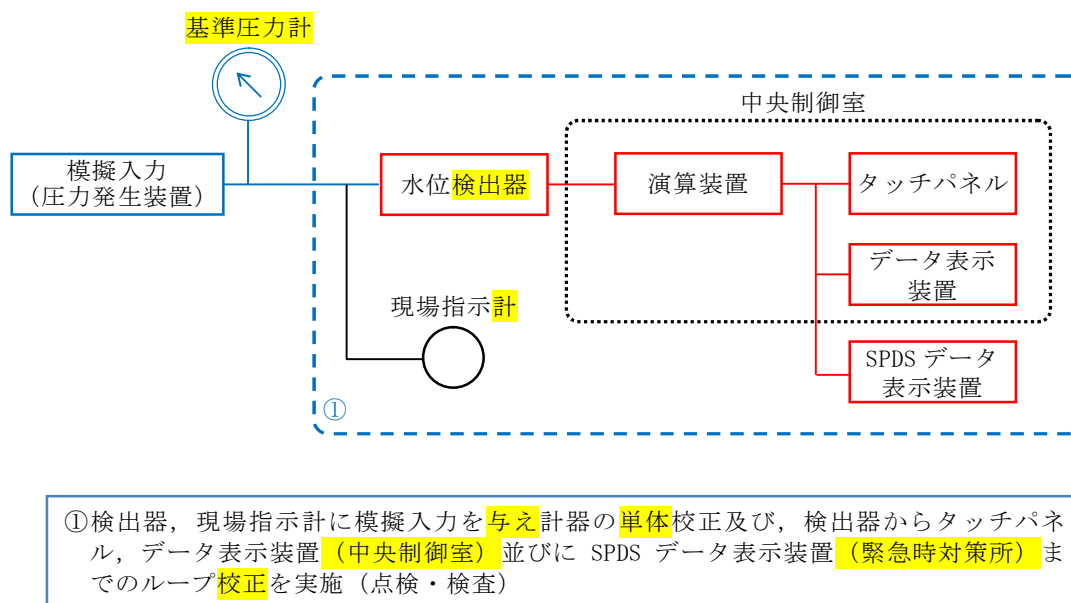 基準圧力計
中央制御室
模擬入力
(圧力発生装置)
水位検出器
演算装置
タッチパネル
データ表示
装置
現場指示計
SPDS データ
表示装置
①
①検出器，現場指示計に模擬入力を与え計器の単体校正及び，検出器からタッチパネ
ル，データ表示装置（中央制御室）並びに SPDS データ表示装置（緊急時対策所）ま
でのループ校正を実施（点検・検査）